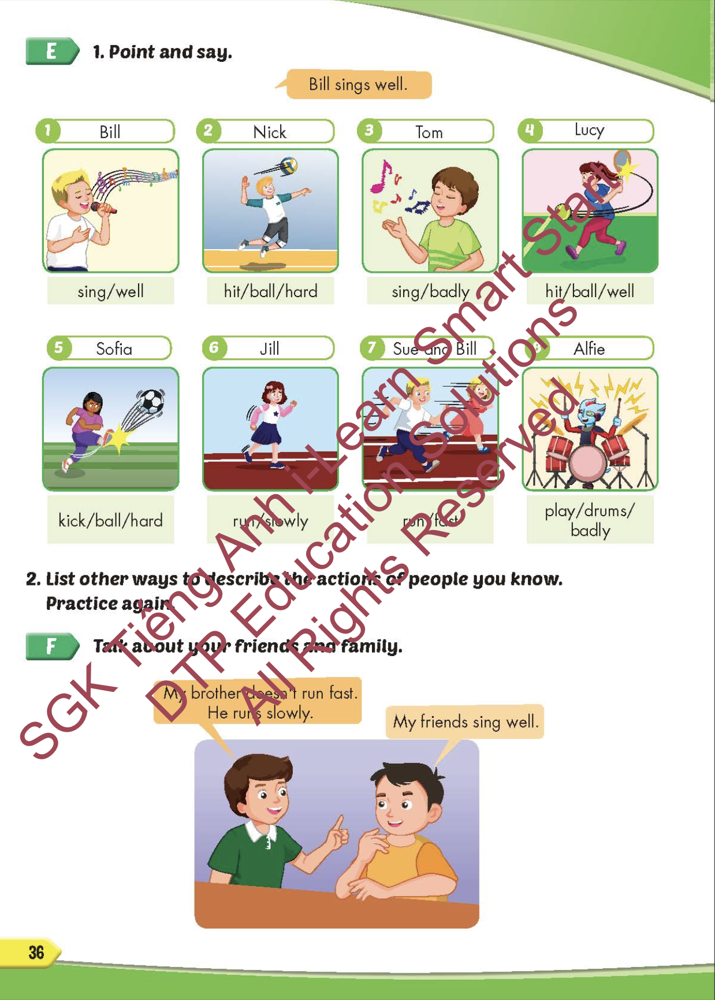 E
1. Point and say.
Bill sings well.
1 Bill
2 Nick
3 Tom
4 Lucy
sing/well
hit/ball/hard
sing/badly
hit/ball/well
5 Sofia
6 Jill
7 Sue and Bill
8 Alfie
kick/ball/hard
run/slowly
run/fast
play/drums/
badly
2. List other ways to describe the actions of people you know.
Practice again.
F
Talk about your friends and family.
My brother doesn't run fast.
He runs slowly.
My friends sing well.
36
SGK Tiếng Anh i-Learn Smart Start
DTP Education Solutions
All Rights Reserved